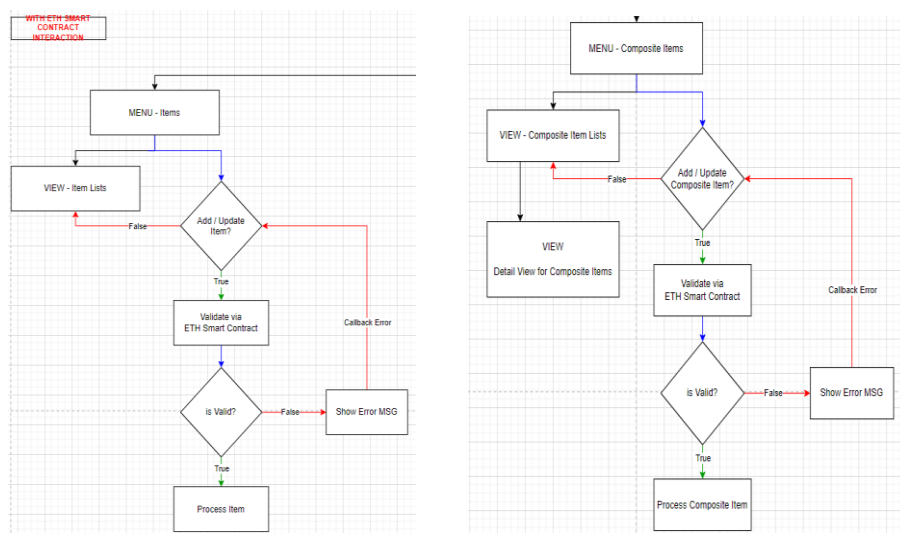 WITH ETH SMART
CONTRACT
INTERACTION
MENU - Items
VIEW - Item Lists
Add / Update
Item?
False
True
Validate via
ETH Smart Contract
Callback Error
is Valid?
False
Show Error MSG
True
Process Item
MENU - Composite Items
VIEW - Composite Item Lists
Add / Update
Composite Item?
False
VIEW
Detail View for Composite Items
True
Validate via
ETH Smart Contract
Callback Error
is Valid?
False
Show Error MSG
True
Process Composite Item